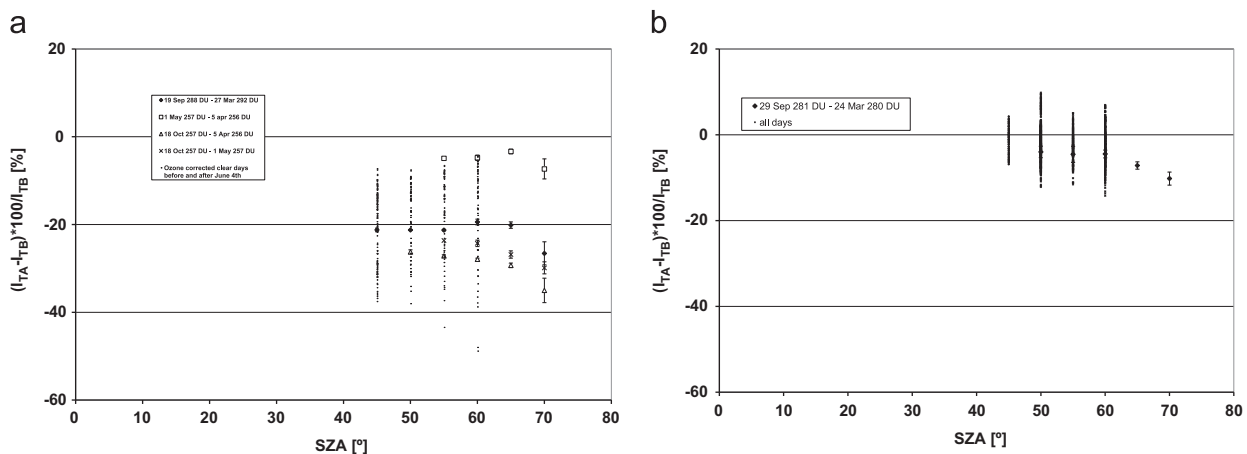 a
20
0
-20
-40
-60
(I_TA-I_TB)*100/I_TB [%]
19 Sep 288 DU - 27 Mar 292 DU
1 May 257 DU - 5 apr 256 DU
18 Oct 257 DU - 5 Apr 256 DU
18 Oct 257 DU - 1 May 257 DU
Ozone corrected clear days
before and after June 4th
0 10 20 30 40 50 60 70 80
SZA [º]
b
20
0
-20
-40
-60
(I_TA-I_TB)*100/I_TB [%]
29 Sep 281 DU - 24 Mar 280 DU
all days
0 10 20 30 40 50 60 70 80
SZA [º]